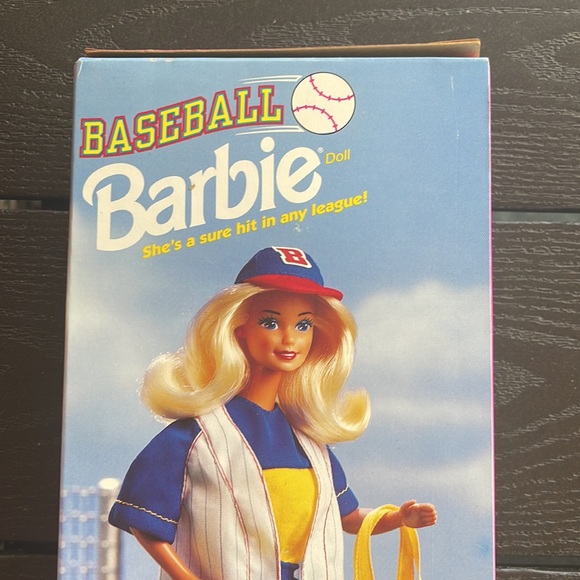 BASEBALL
Barbie® Doll
She's a sure hit in any league!
B